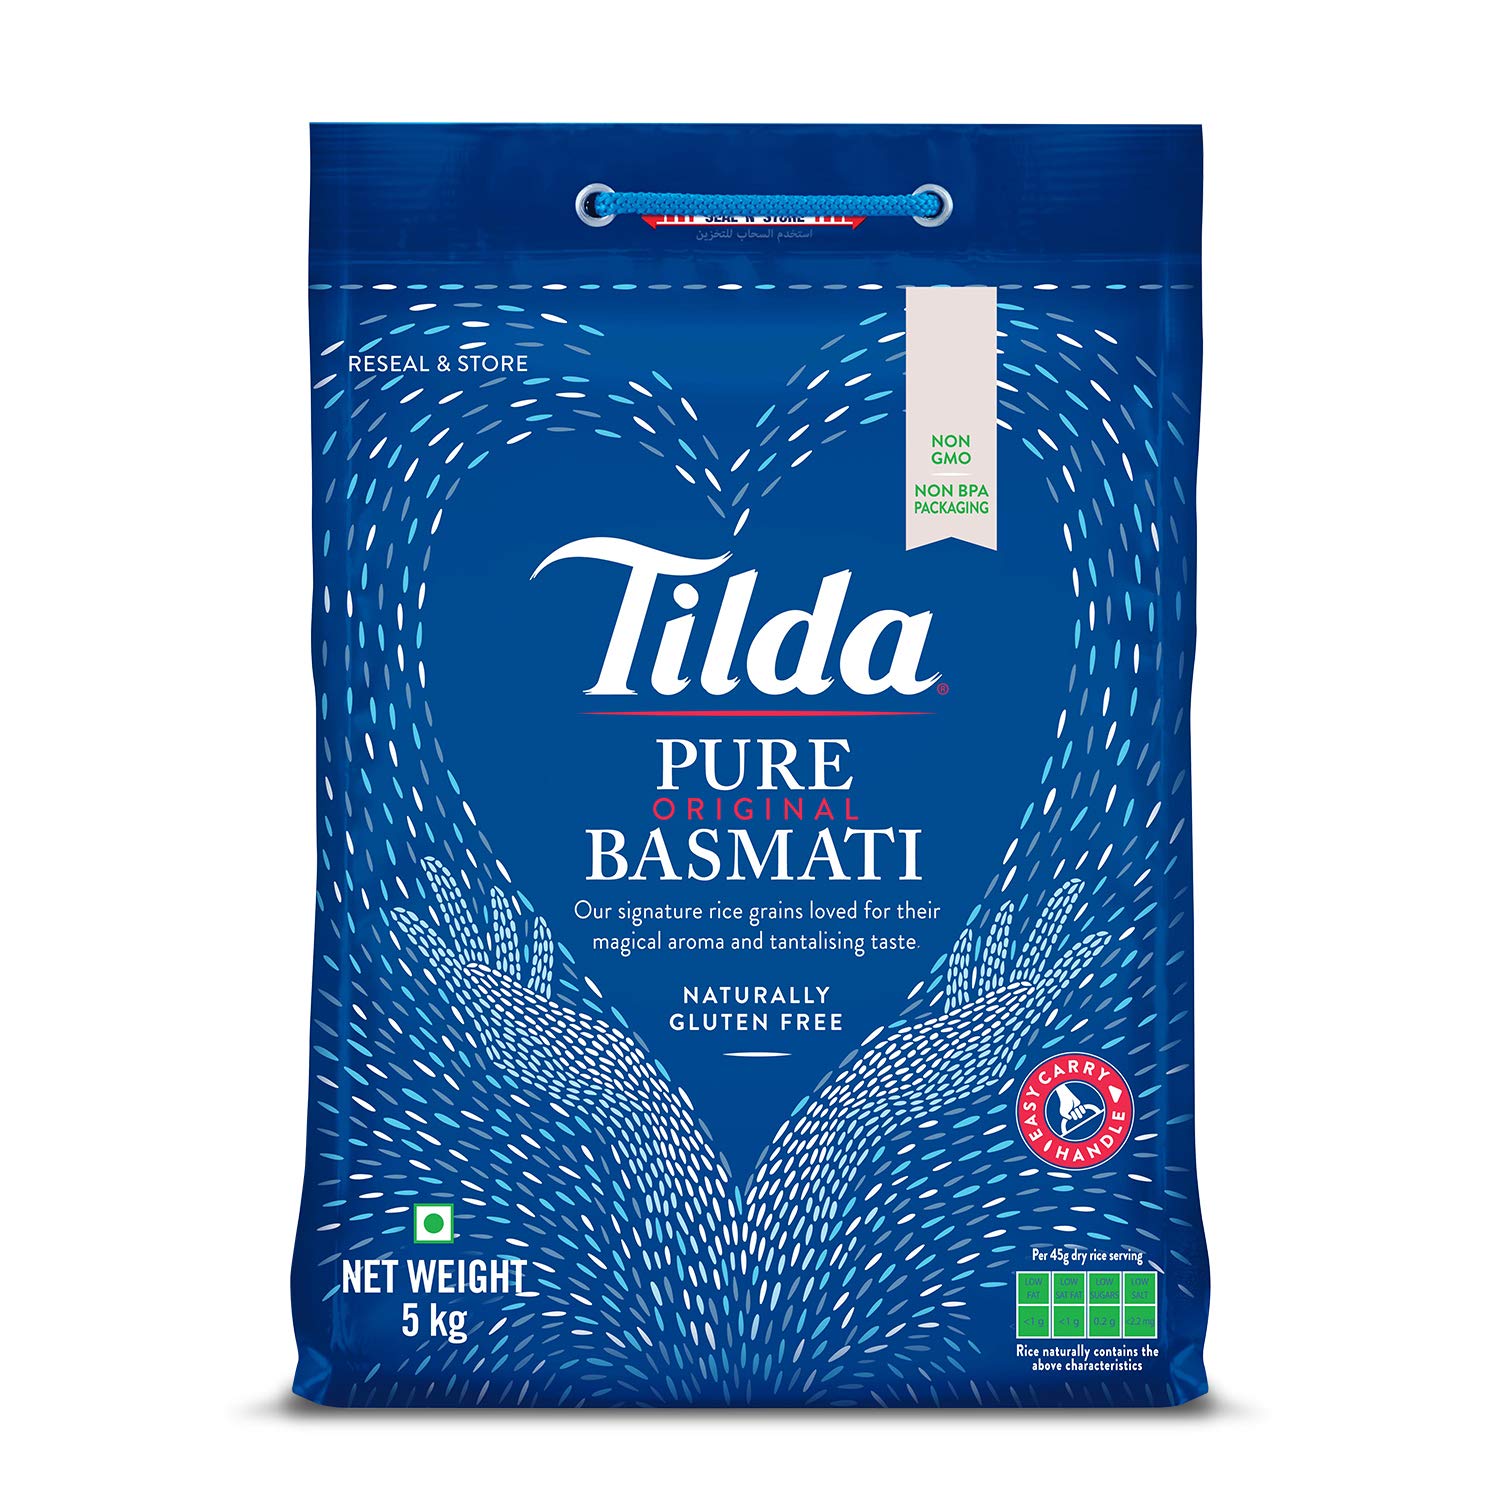 SEAL 'N' STORE
استخدم السحاب للتخزين
RESEAL & STORE
NON
GMO
NON BPA
PACKAGING
Tilda®
PURE
ORIGINAL
BASMATI
Our signature rice grains loved for their
magical aroma and tantalising taste.
NATURALLY
GLUTEN FREE
EASY CARRY
HANDLE
NET WEIGHT
5 kg
Per 45g dry rice serving
LOW FAT LOW SAT FAT LOW SUGARS LOW SALT
<1 g <1 g 0.2 g <2.2 mg
Rice naturally contains the
above characteristics